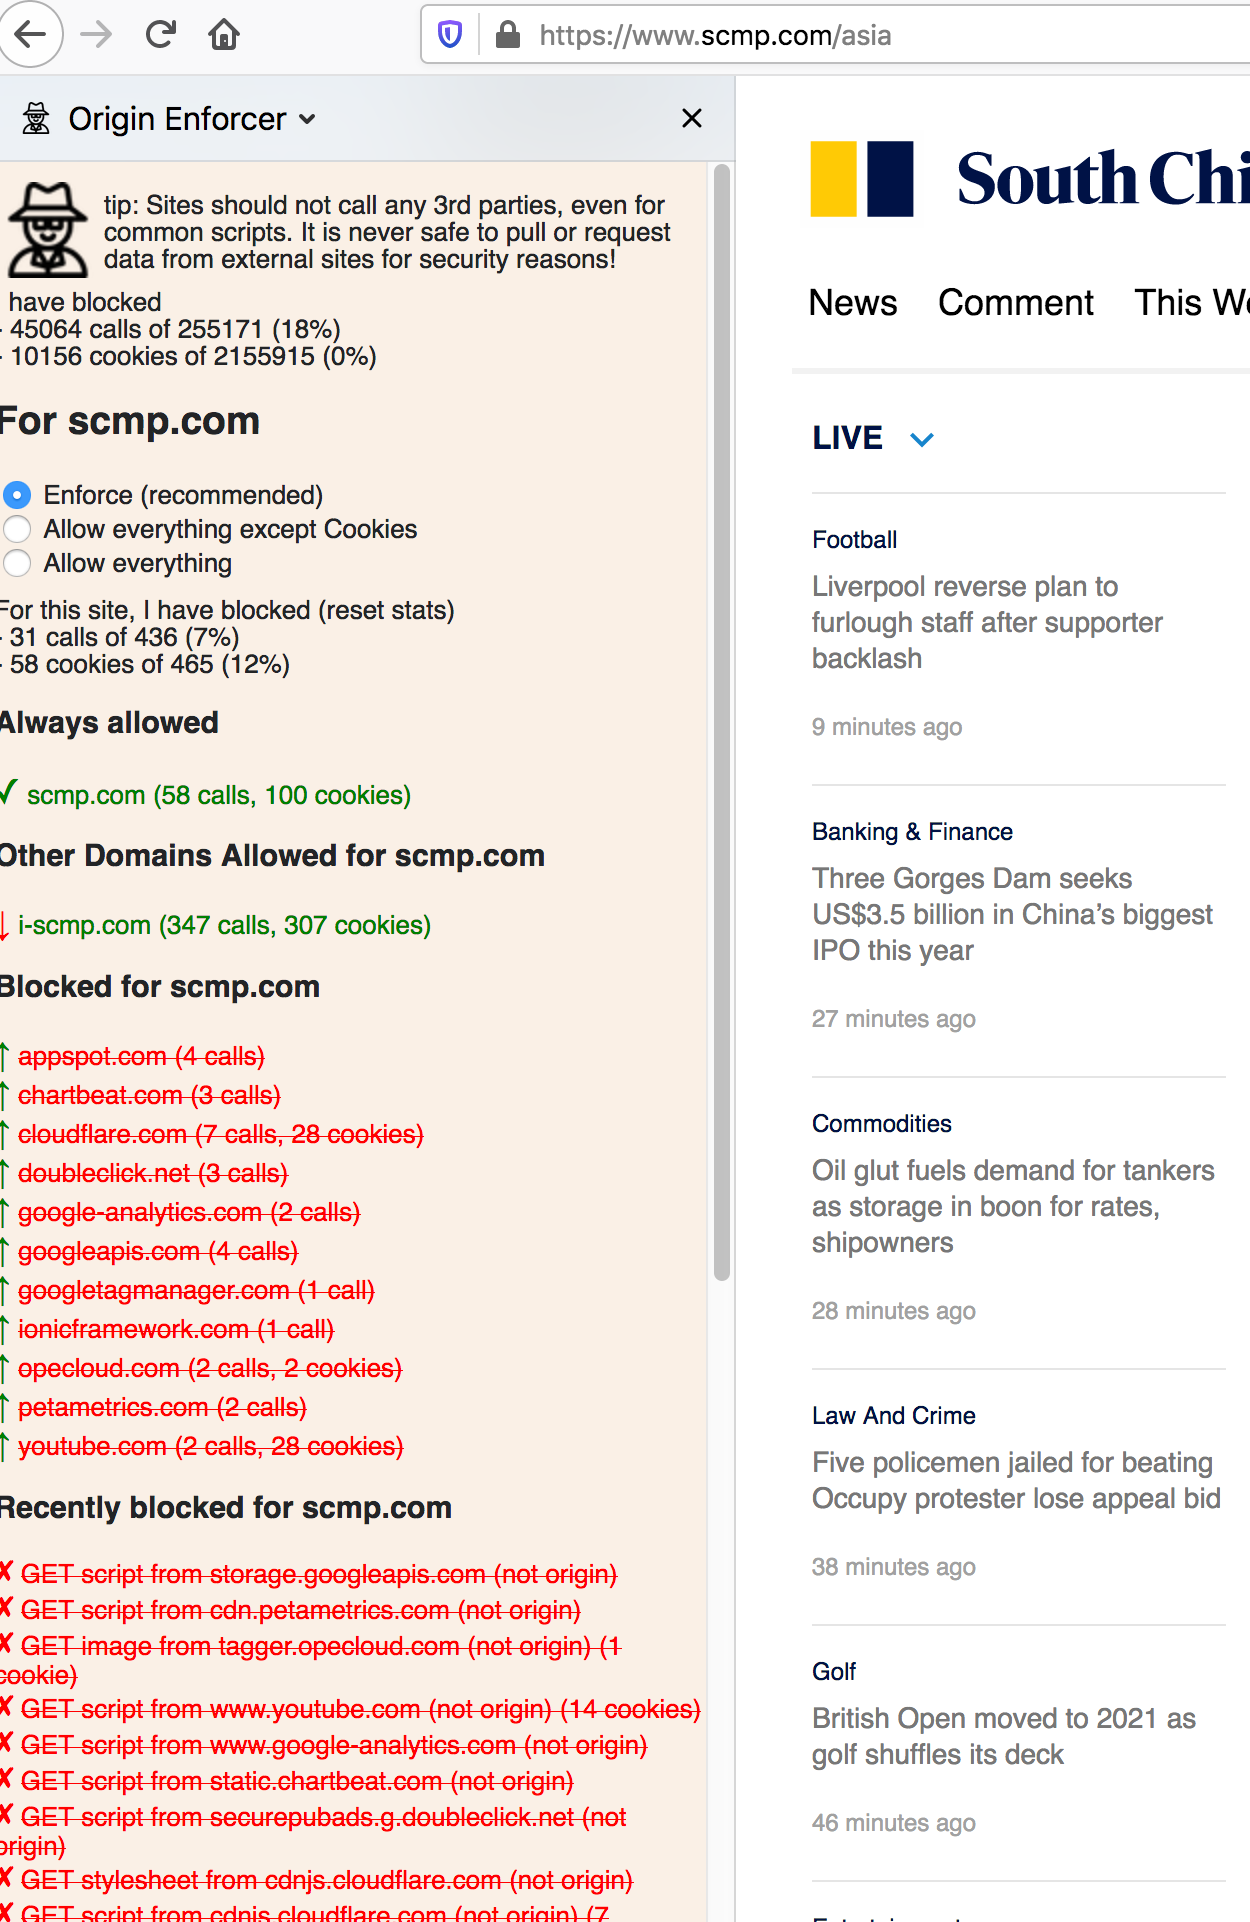 https://www.scmp.com/asia
Origin Enforcer
tip: Sites should not call any 3rd parties, even for
common scripts. It is never safe to pull or request
data from external sites for security reasons!
have blocked
- 45064 calls of 255171 (18%)
- 10156 cookies of 2155915 (0%)
For scmp.com
Enforce (recommended)
Allow everything except Cookies
Allow everything
For this site, I have blocked (reset stats)
- 31 calls of 436 (7%)
- 58 cookies of 465 (12%)
Always allowed
✓ scmp.com (58 calls, 100 cookies)
Other Domains Allowed for scmp.com
↓ i-scmp.com (347 calls, 307 cookies)
Blocked for scmp.com
↑ appspot.com (4 calls)
↑ chartbeat.com (3 calls)
↑ cloudflare.com (7 calls, 28 cookies)
↑ doubleclick.net (3 calls)
↑ google-analytics.com (2 calls)
↑ googleapis.com (4 calls)
↑ googletagmanager.com (1 call)
↑ ionicframework.com (1 call)
↑ opecloud.com (2 calls, 2 cookies)
↑ petametrics.com (2 calls)
↑ youtube.com (2 calls, 28 cookies)
Recently blocked for scmp.com
✗ GET script from storage.googleapis.com (not origin)
✗ GET script from cdn.petametrics.com (not origin)
✗ GET image from tagger.opecloud.com (not origin) (1
cookie)
✗ GET script from www.youtube.com (not origin) (14 cookies)
✗ GET script from www.google-analytics.com (not origin)
✗ GET script from static.chartbeat.com (not origin)
✗ GET script from securepubads.g.doubleclick.net (not
origin)
✗ GET stylesheet from cdnjs.cloudflare.com (not origin)
✗ GET script from cdnjs.cloudflare.com (not origin) (7
South Chi
News Comment This We
LIVE
Football
Liverpool reverse plan to
furlough staff after supporter
backlash
9 minutes ago
Banking & Finance
Three Gorges Dam seeks
US$3.5 billion in China’s biggest
IPO this year
27 minutes ago
Commodities
Oil glut fuels demand for tankers
as storage in boon for rates,
shipowners
28 minutes ago
Law And Crime
Five policemen jailed for beating
Occupy protester lose appeal bid
38 minutes ago
Golf
British Open moved to 2021 as
golf shuffles its deck
46 minutes ago